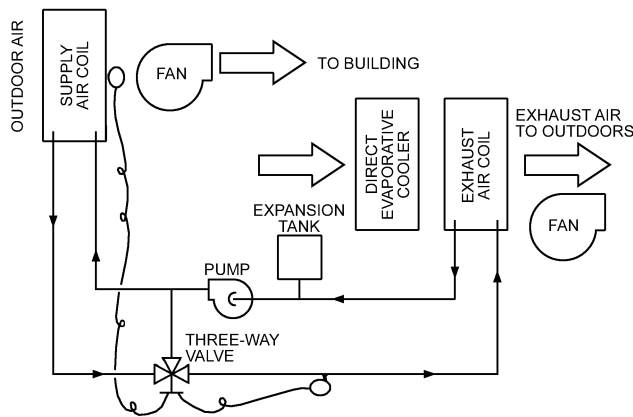 OUTDOOR AIR
SUPPLY
AIR COIL
FAN
TO BUILDING
DIRECT
EVAPORATIVE
COOLER
EXHAUST
AIR COIL
EXHAUST AIR
TO OUTDOORS
FAN
EXPANSION
TANK
PUMP
THREE-WAY
VALVE